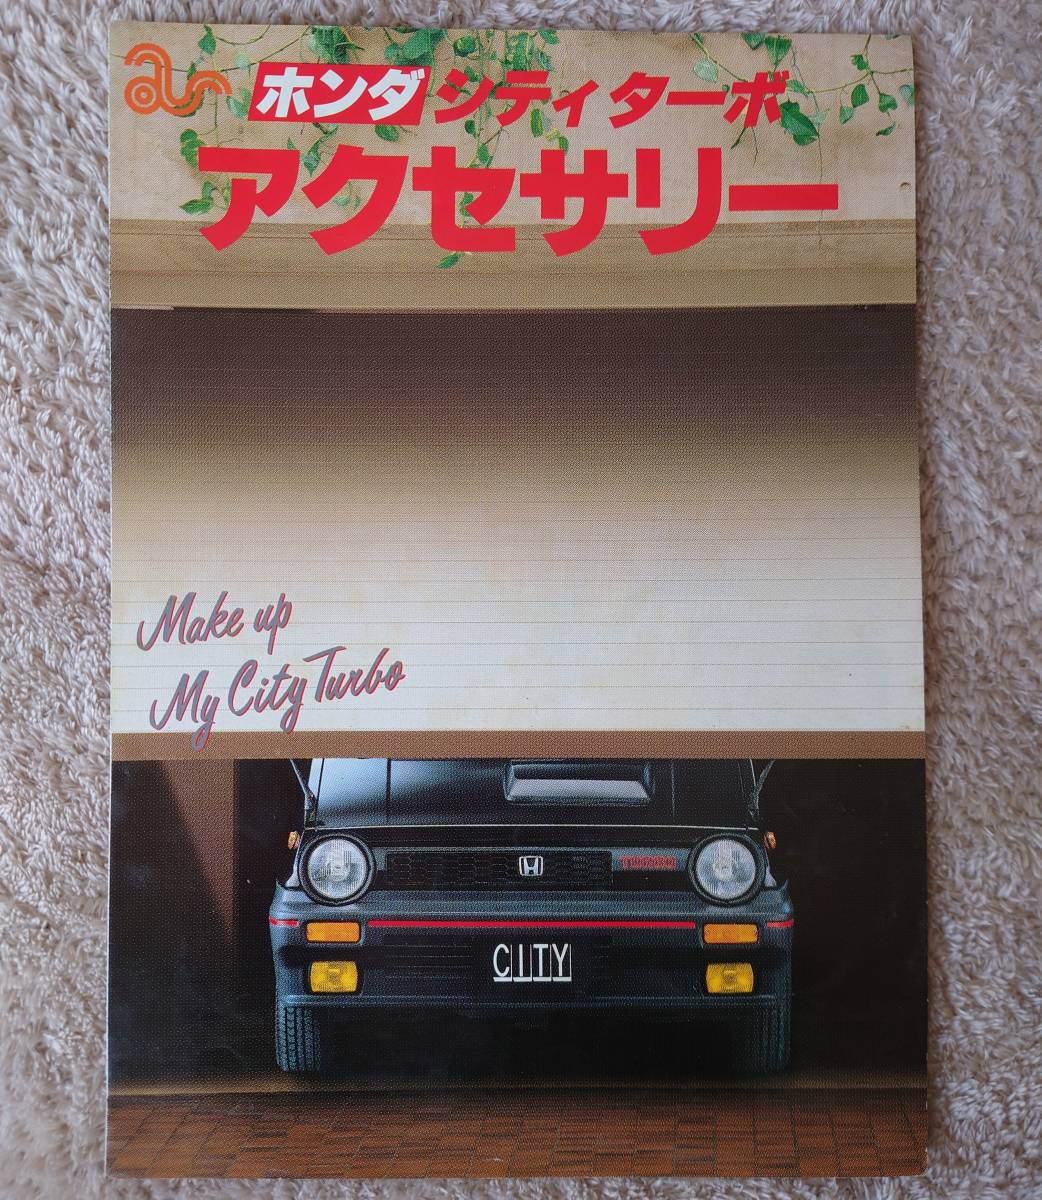 ホンダ シティターボ
アクセサリー
Make up
My City Turbo
TURBO
CITY